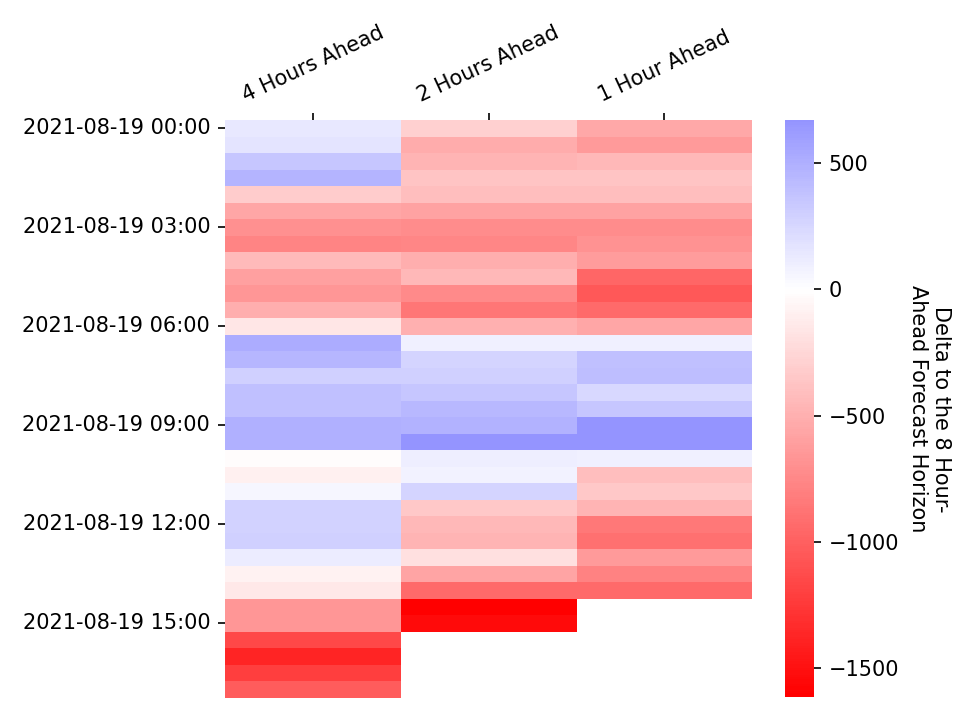 4 Hours Ahead
2 Hours Ahead
1 Hour Ahead
2021-08-19 00:00
2021-08-19 03:00
2021-08-19 06:00
2021-08-19 09:00
2021-08-19 12:00
2021-08-19 15:00
500
0
−500
−1000
−1500
Delta to the 8 Hour-
Ahead Forecast Horizon